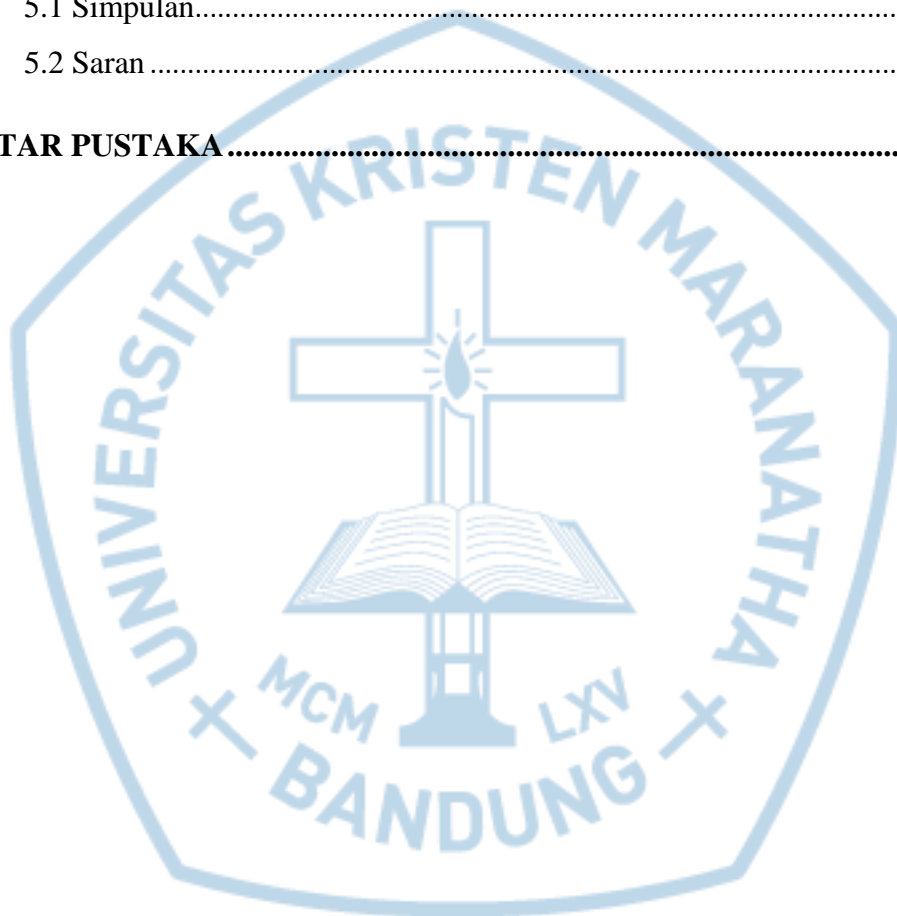 5.1 Simpulan....................................................................................................
5.2 Saran ....................................................................................................
TAR PUSTAKA....................................................................................................
UNIVERSITAS KRISTEN MARANATHA
MCM LXV
BANDUNG